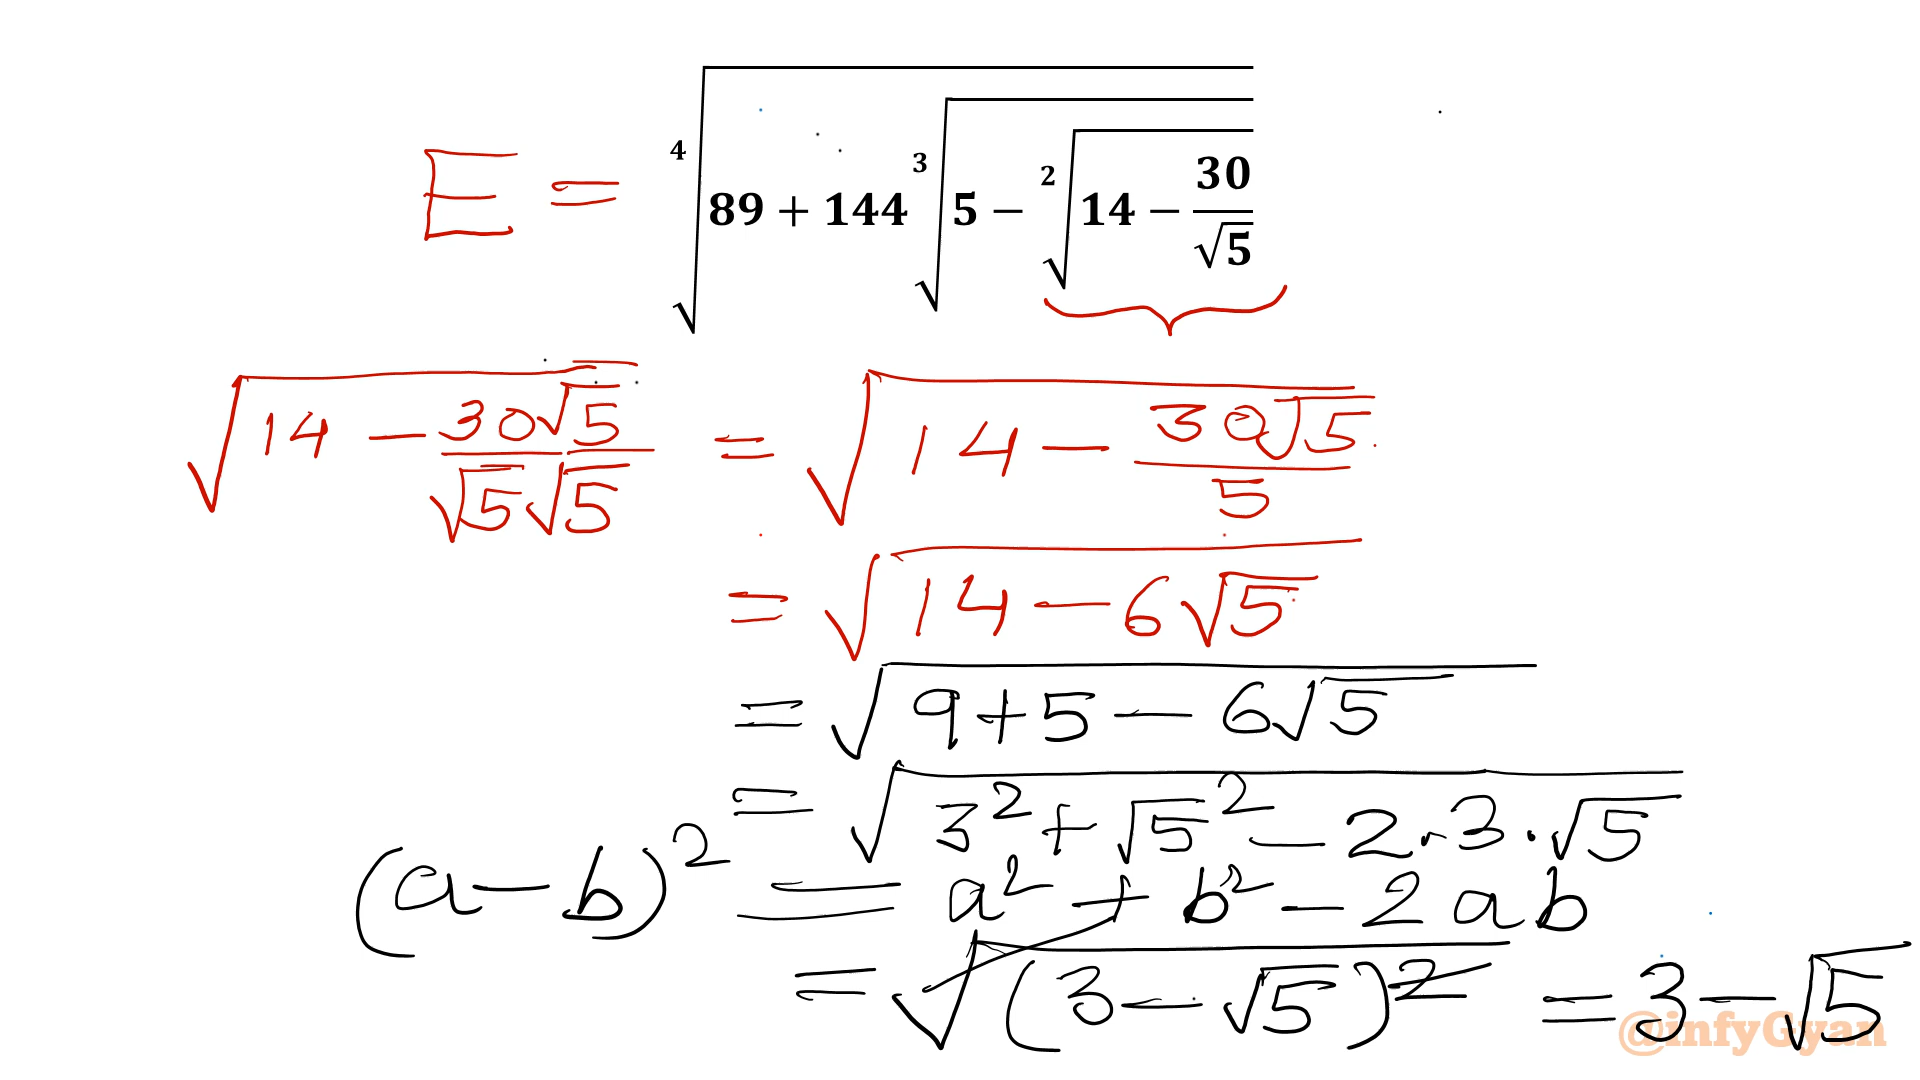 E = ⁴√(89 + 144 ³√(5 − ²√(14 − 30/√5)))
√(14 − 30√5/√5√5) = √(14 − 30√5/5)
= √(14 − 6√5)
= √(9 + 5 − 6√5)
= √(3² + √5² − 2·3·√5)
(a − b)² = a² + b² − 2ab
= √(3 − √5)² = 3 − √5
@infyGyan